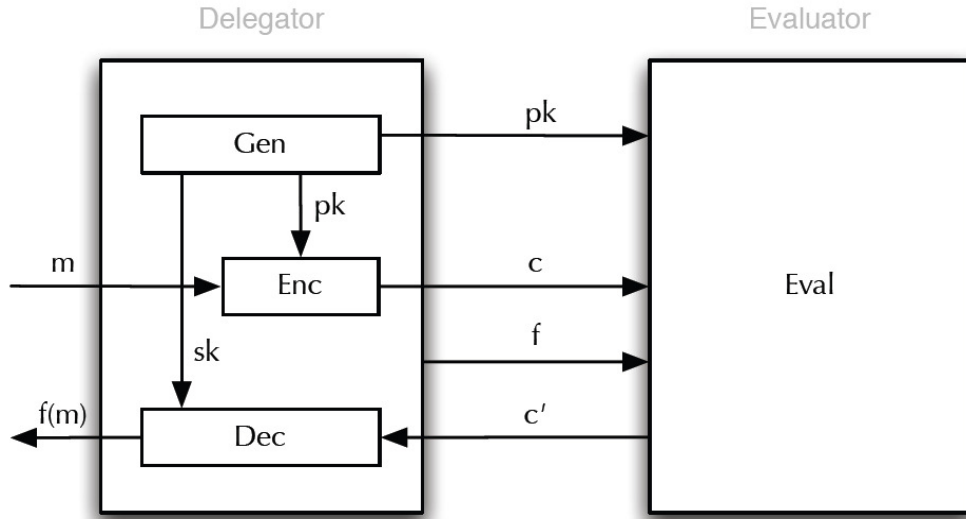 Delegator
Evaluator
Gen
pk
pk
m
Enc
c
Eval
f
sk
f(m)
Dec
c′